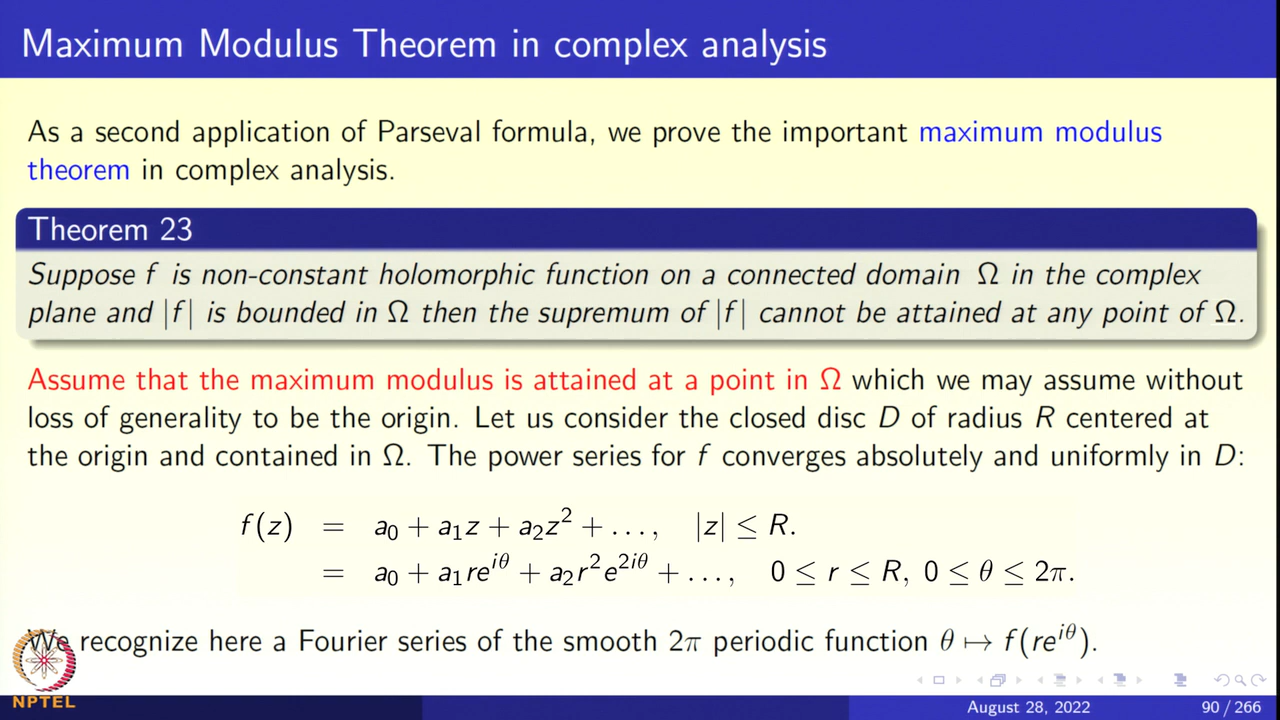 Maximum Modulus Theorem in complex analysis
As a second application of Parseval formula, we prove the important maximum modulus
theorem in complex analysis.
Theorem 23
Suppose f is non-constant holomorphic function on a connected domain Ω in the complex
plane and |f| is bounded in Ω then the supremum of |f| cannot be attained at any point of Ω.
Assume that the maximum modulus is attained at a point in Ω which we may assume without
loss of generality to be the origin. Let us consider the closed disc D of radius R centered at
the origin and contained in Ω. The power series for f converges absolutely and uniformly in D:
f(z) = a₀ + a₁z + a₂z² + . . . , |z| ≤ R.
= a₀ + a₁re^{iθ} + a₂r²e^{2iθ} + . . . , 0 ≤ r ≤ R, 0 ≤ θ ≤ 2π.
We recognize here a Fourier series of the smooth 2π periodic function θ ↦ f(re^{iθ}).
NPTEL
August 28, 2022 90 / 266